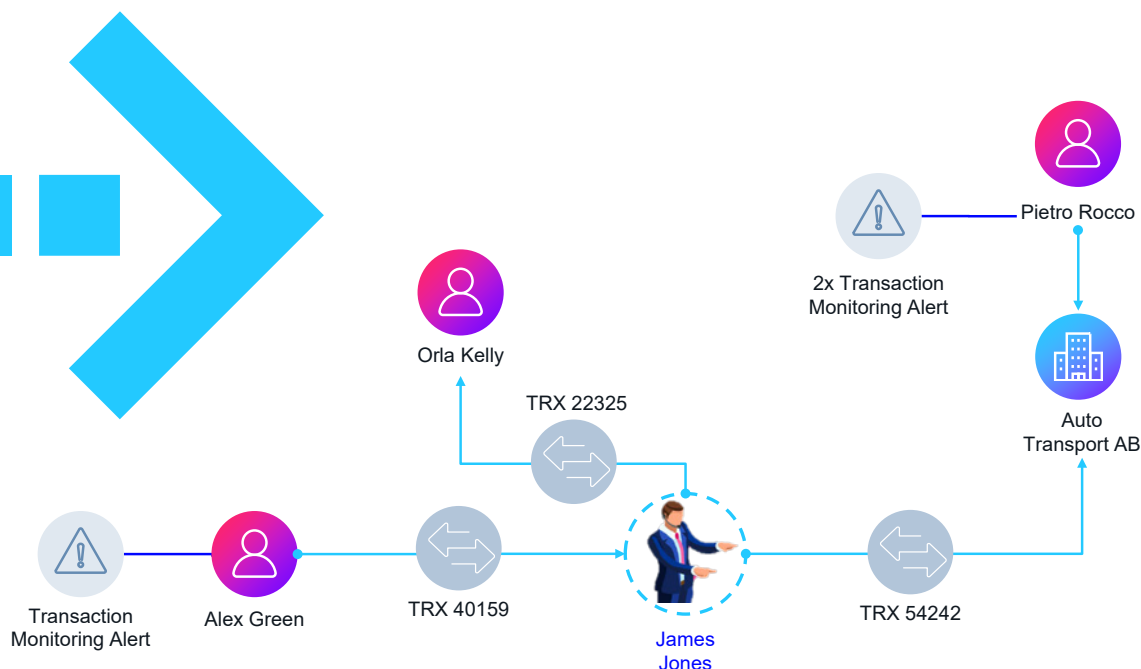 Pietro Rocco
2x Transaction
Monitoring Alert
Orla Kelly
TRX 22325
Auto
Transport AB
Transaction
Monitoring Alert
Alex Green
TRX 40159
James
Jones
TRX 54242